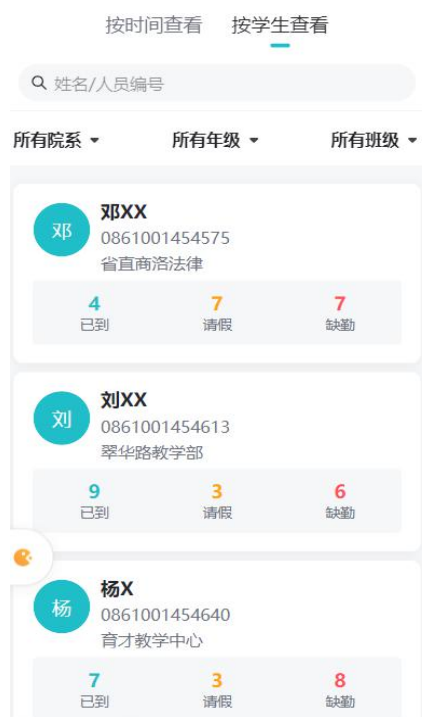 按时间查看 按学生查看
姓名/人员编号
所有院系 所有年级 所有班级
邓
邓XX
0861001454575
省直商洛法律
4 7 7
已到 请假 缺勤
刘
刘XX
0861001454613
翠华路教学部
9 3 6
已到 请假 缺勤
杨
杨X
0861001454640
育才教学中心
7 3 8
已到 请假 缺勤